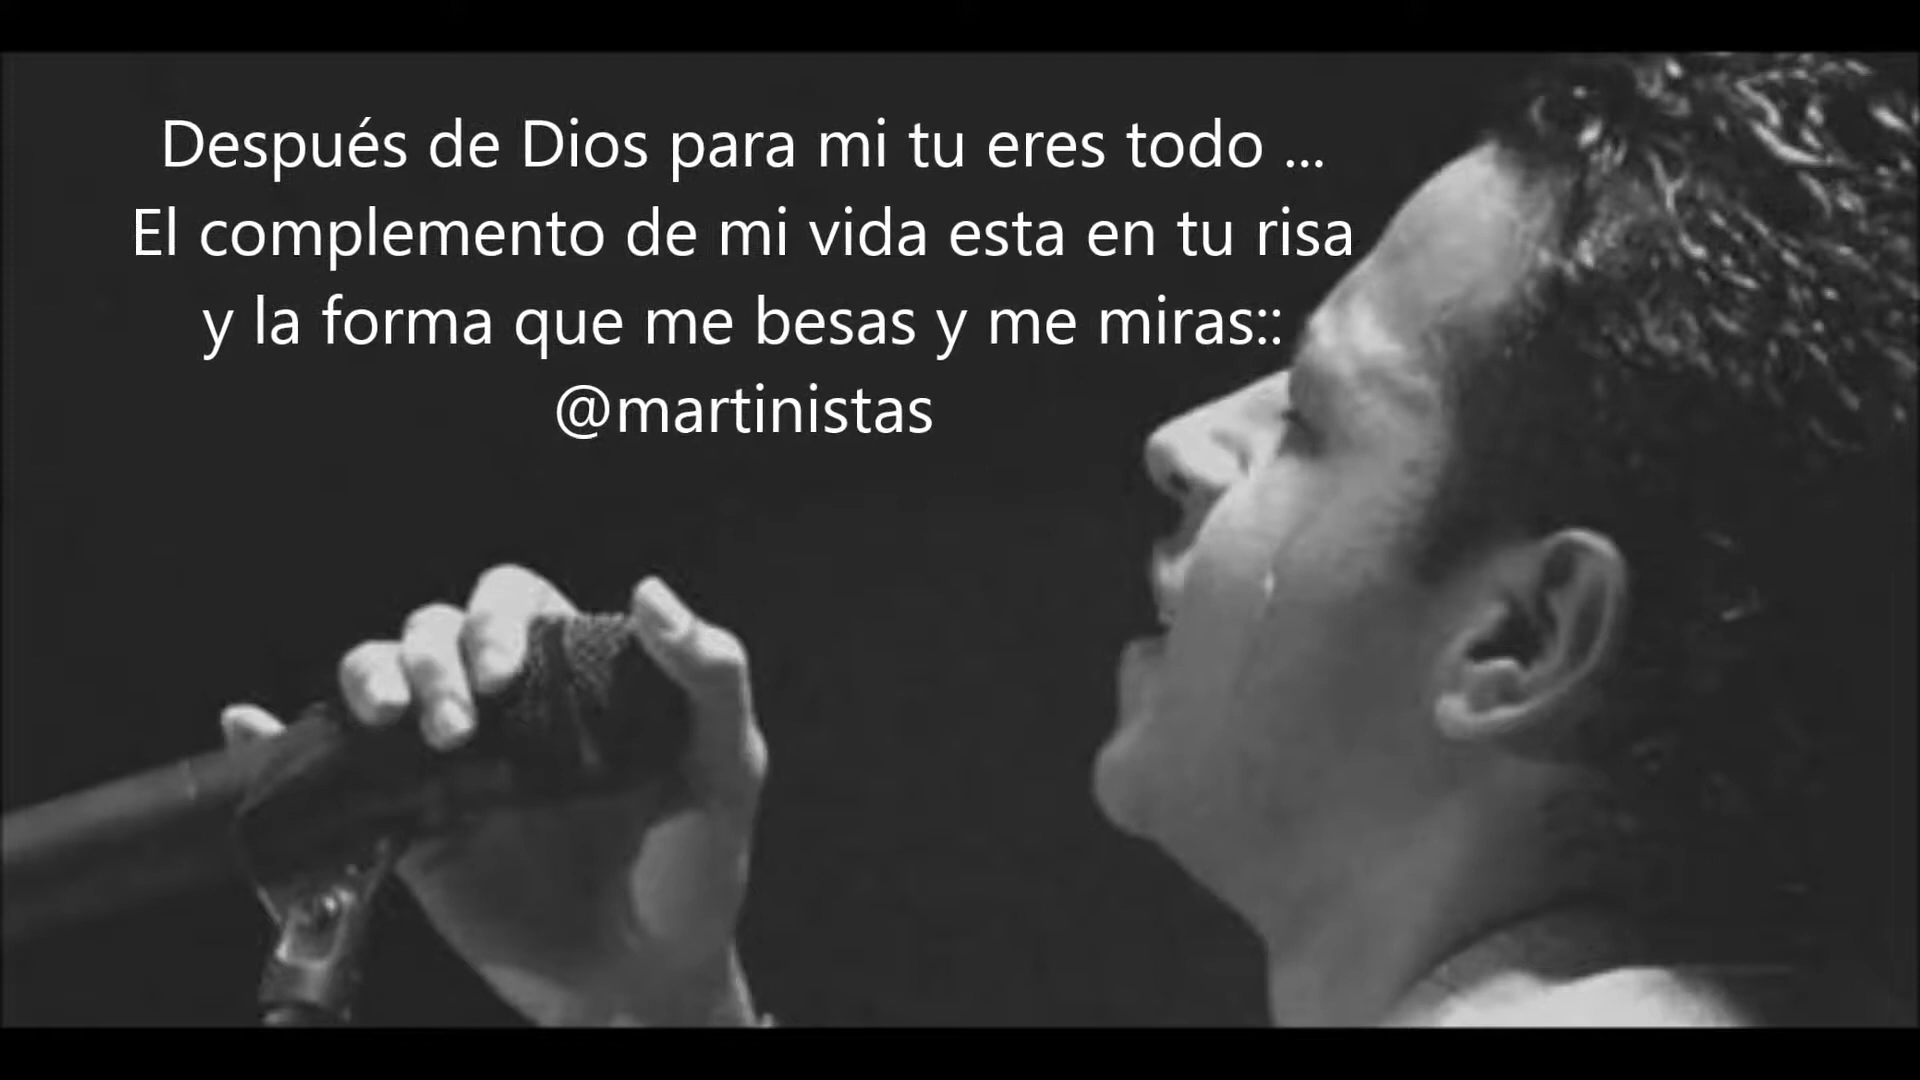 Después de Dios para mi tu eres todo ...
El complemento de mi vida esta en tu risa
y la forma que me besas y me miras::
@martinistas